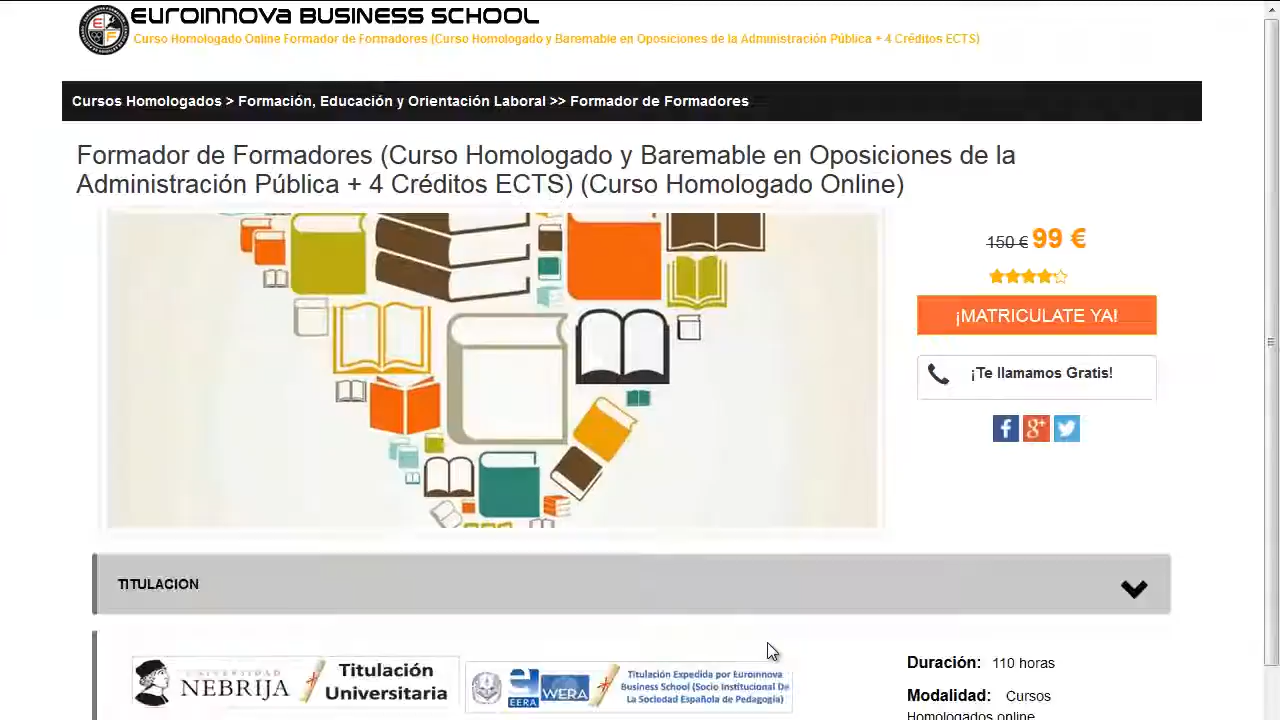 EUROINNOVA BUSINESS SCHOOL
Curso Homologado Online Formador de Formadores (Curso Homologado y Baremable en Oposiciones de la Administración Pública + 4 Créditos ECTS)
Cursos Homologados > Formación, Educación y Orientación Laboral >> Formador de Formadores
Formador de Formadores (Curso Homologado y Baremable en Oposiciones de la
Administración Pública + 4 Créditos ECTS) (Curso Homologado Online)
150 € 99 €
¡MATRICULATE YA!
¡Te llamamos Gratis!
TITULACION
UNIVERSIDAD
NEBRIJA
Titulación
Universitaria
EERA
WERA
Titulación Expedida por Euroinnova
Business School (Socio Institucional De
La Sociedad Española de Pedagogía)
Duración: 110 horas
Modalidad: Cursos
Homologados online